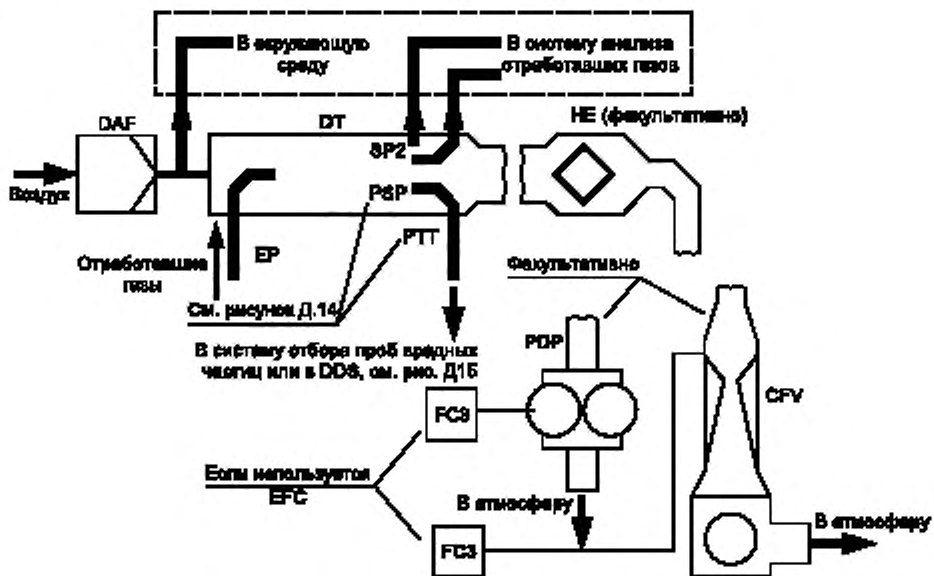 В окружающую
среду
В систему анализа
отработавших газов
DAF
DT
HE (факультативно)
SP2
Воздух
PSP
PTT
EP
Отработавшие
газы
Факультативно
См. рисунок Д.14
PDP
В систему отбора проб вредных
частиц или в DDS, см. рис. Д15
CFV
FC3
Если используется
EFC
В атмосферу
В атмосферу
FC3